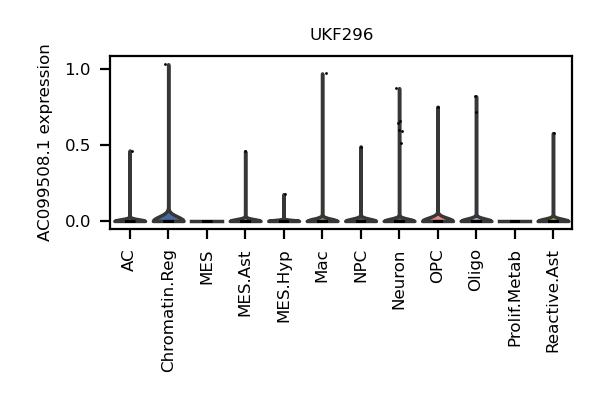 UKF296
AC099508.1 expression
1.0
0.5
0.0
AC
Chromatin.Reg
MES
MES.Ast
MES.Hyp
Mac
NPC
Neuron
OPC
Oligo
Prolif.Metab
Reactive.Ast